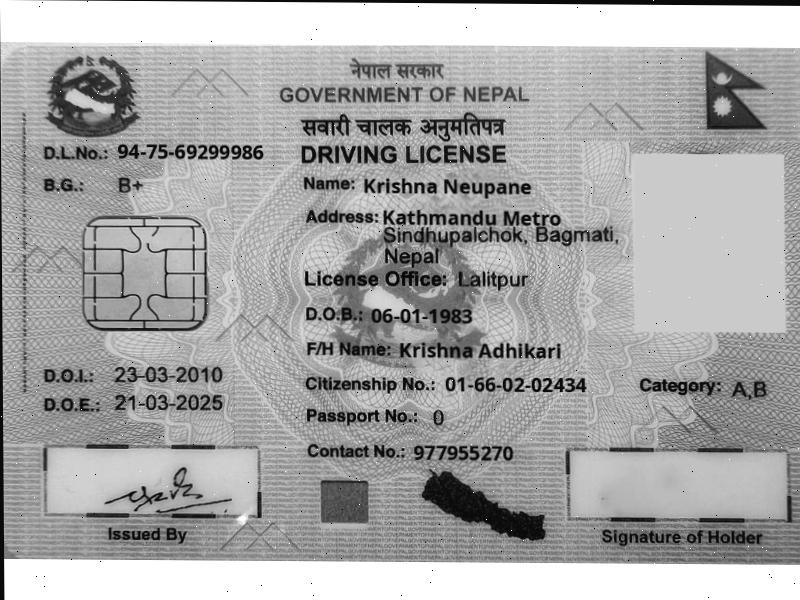 नेपाल सरकार
GOVERNMENT OF NEPAL
सवारी चालक अनुमतिपत्र
DRIVING LICENSE
D.L.No.: 94-75-69299986
B.G.: B+
Name: Krishna Neupane
Address: Kathmandu Metro
Sindhupalchok, Bagmati,
Nepal
License Office: Lalitpur
D.O.B.: 06-01-1983
F/H Name: Krishna Adhikari
D.O.I.: 23-03-2010
Citizenship No.: 01-66-02-02434
Category: A,B
D.O.E.: 21-03-2025
Passport No.: 0
Contact No.: 977955270
Issued By
Signature of Holder